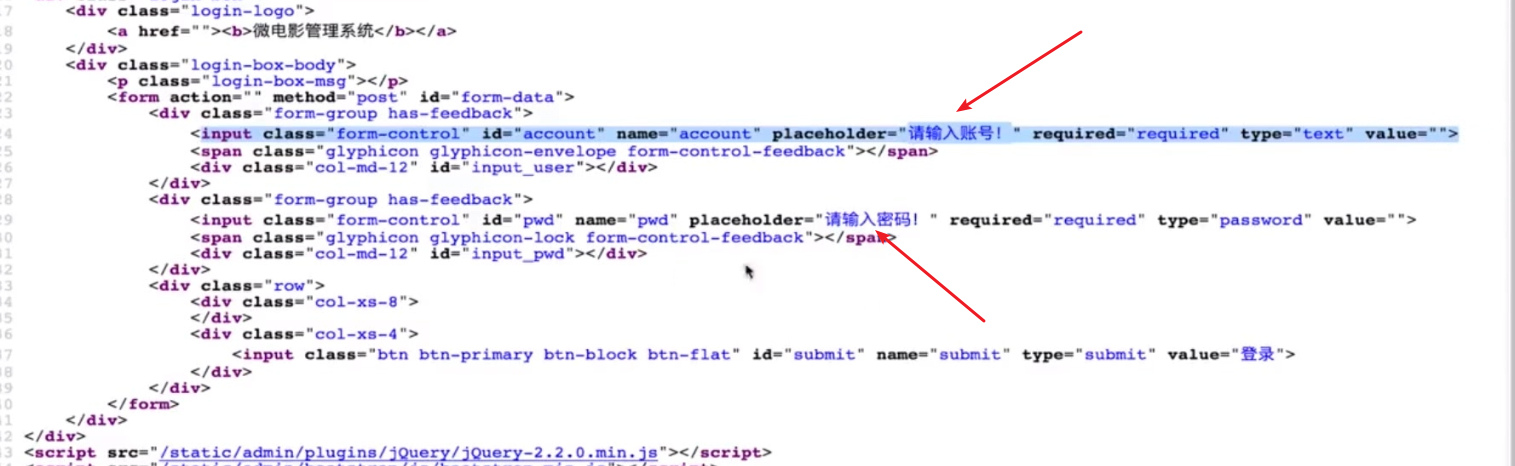 17 <div class="login-logo">
18 <a href=""><b>微电影管理系统</b></a>
19 </div>
20 <div class="login-box-body">
21 <p class="login-box-msg"></p>
22 <form action="" method="post" id="form-data">
23 <div class="form-group has-feedback">
24 <input class="form-control" id="account" name="account" placeholder="请输入账号！" required="required" type="text" value="">
25 <span class="glyphicon glyphicon-envelope form-control-feedback"></span>
26 <div class="col-md-12" id="input_user"></div>
27 </div>
28 <div class="form-group has-feedback">
29 <input class="form-control" id="pwd" name="pwd" placeholder="请输入密码！" required="required" type="password" value="">
30 <span class="glyphicon glyphicon-lock form-control-feedback"></span>
31 <div class="col-md-12" id="input_pwd"></div>
32 </div>
33 <div class="row">
34 <div class="col-xs-8">
35 </div>
36 <div class="col-xs-4">
37 <input class="btn btn-primary btn-block btn-flat" id="submit" name="submit" type="submit" value="登录">
38 </div>
39 </div>
40 </form>
41 </div>
42 </div>
43 <script src="/static/admin/plugins/jQuery/jQuery-2.2.0.min.js"></script>